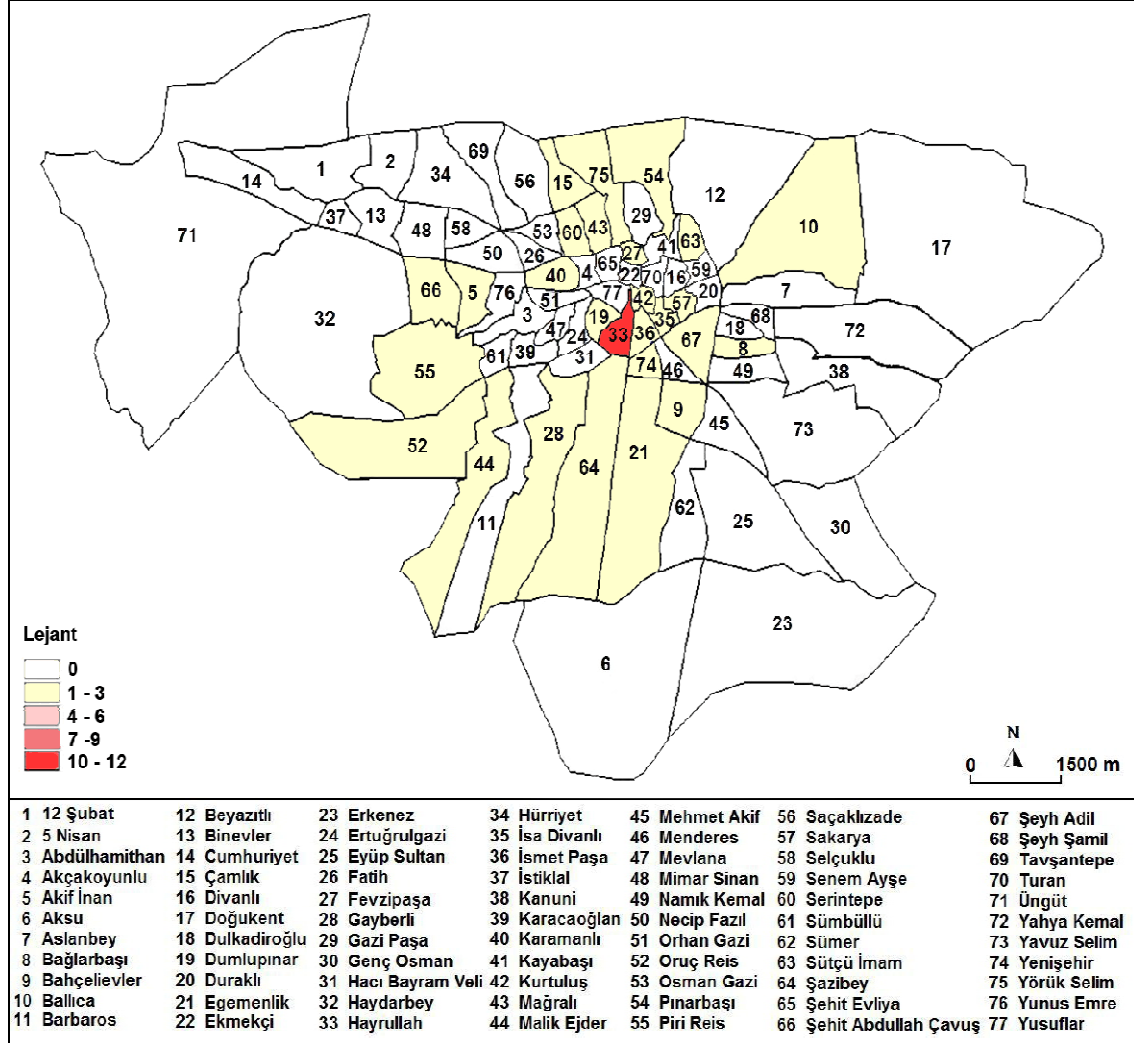 69
2
1
34
56
75
15
54
14
12
29
37
13
58
10
48
53
60
43
71
41
63
17
50
26
27
65
59
40
4
22
70
16
66
5
76
51
77
42
57
20
7
32
3
19
35
68
47
24
33
36
67
18
72
61
39
31
8
55
74
46
49
38
9
28
45
73
52
44
64
21
62
11
25
30
23
6
Lejant
0
1 - 3
4 - 6
7 -9
10 - 12
N
0 1500 m
1 12 Şubat
2 5 Nisan
3 Abdülhamithan
4 Akçakoyunlu
5 Akif İnan
6 Aksu
7 Aslanbey
8 Bağlarbaşı
9 Bahçelievler
10 Ballıca
11 Barbaros
12 Beyazıtlı
13 Binevler
14 Cumhuriyet
15 Çamlık
16 Divanlı
17 Doğukent
18 Dulkadiroğlu
19 Dumlupınar
20 Duraklı
21 Egemenlik
22 Ekmekçi
23 Erkenez
24 Ertuğrulgazi
25 Eyüp Sultan
26 Fatih
27 Fevzipaşa
28 Gayberli
29 Gazi Paşa
30 Genç Osman
31 Hacı Bayram Veli
32 Haydarbey
33 Hayrullah
34 Hürriyet
35 İsa Divanlı
36 İsmet Paşa
37 İstiklal
38 Kanuni
39 Karacaoğlan
40 Karamanlı
41 Kayabaşı
42 Kurtuluş
43 Mağralı
44 Malik Ejder
45 Mehmet Akif
46 Menderes
47 Mevlana
48 Mimar Sinan
49 Namık Kemal
50 Necip Fazıl
51 Orhan Gazi
52 Oruç Reis
53 Osman Gazi
54 Pınarbaşı
55 Piri Reis
56 Saçaklızade
57 Sakarya
58 Selçuklu
59 Senem Ayşe
60 Serintepe
61 Sümbüllü
62 Sümer
63 Sütçü İmam
64 Şazibey
65 Şehit Evliya
66 Şehit Abdullah Çavuş
67 Şeyh Adil
68 Şeyh Şamil
69 Tavşantepe
70 Turan
71 Üngüt
72 Yahya Kemal
73 Yavuz Selim
74 Yenişehir
75 Yörük Selim
76 Yunus Emre
77 Yusuflar